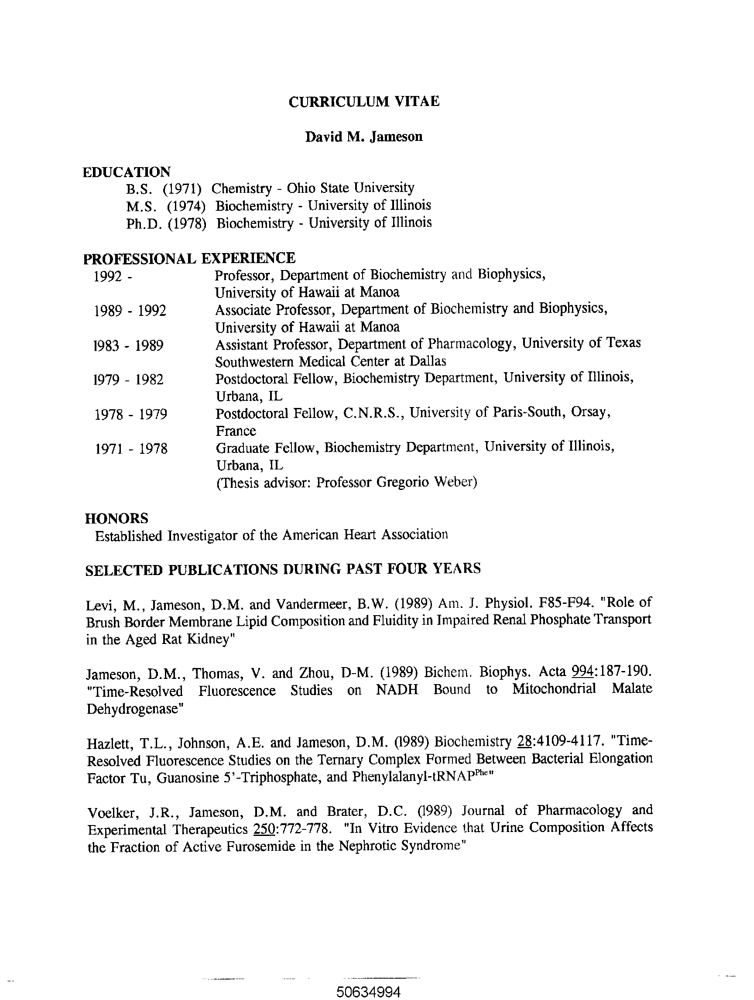 CURRICULUM VITAE
David M. Jameson
EDUCATION
B.S. (1971) Chemistry - Ohio State University
M.S. (1974) Biochemistry - University of Illinois
Ph.D. (1978) Biochemistry - University of Illinois
PROFESSIONAL EXPERIENCE
1992 - Professor, Department of Biochemistry and Biophysics,
University of Hawaii at Manoa
1989 - 1992 Associate Professor, Department of Biochemistry and Biophysics,
University of Hawaii at Manoa
1983 - 1989 Assistant Professor, Department of Pharmacology, University of Texas
Southwestern Medical Center at Dallas
1979 - 1982 Postdoctoral Fellow, Biochemistry Department, University of Illinois,
Urbana, IL
1978 - 1979 Postdoctoral Fellow, C.N.R.S., University of Paris-South, Orsay,
France
1971 - 1978 Graduate Fellow, Biochemistry Department, University of Illinois,
Urbana, IL
(Thesis advisor: Professor Gregorio Weber)
HONORS
Established Investigator of the American Heart Association
SELECTED PUBLICATIONS DURING PAST FOUR YEARS
Levi, M., Jameson, D.M. and Vandermeer, B.W. (1989) Am. J. Physiol. F85-F94. "Role of
Brush Border Membrane Lipid Composition and Fluidity in Impaired Renal Phosphate Transport
in the Aged Rat Kidney"
Jameson, D.M., Thomas, V. and Zhou, D-M. (1989) Bichem. Biophys. Acta 994:187-190.
"Time-Resolved Fluorescence Studies on NADH Bound to Mitochondrial Malate
Dehydrogenase"
Hazlett, T.L., Johnson, A.E. and Jameson, D.M. (1989) Biochemistry 28:4109-4117. "Time-
Resolved Fluorescence Studies on the Ternary Complex Formed Between Bacterial Elongation
Factor Tu, Guanosine 5'-Triphosphate, and Phenylalanyl-tRNAP^Phe"
Voelker, J.R., Jameson, D.M. and Brater, D.C. (1989) Journal of Pharmacology and
Experimental Therapeutics 250:772-778. "In Vitro Evidence that Urine Composition Affects
the Fraction of Active Furosemide in the Nephrotic Syndrome"
50634994